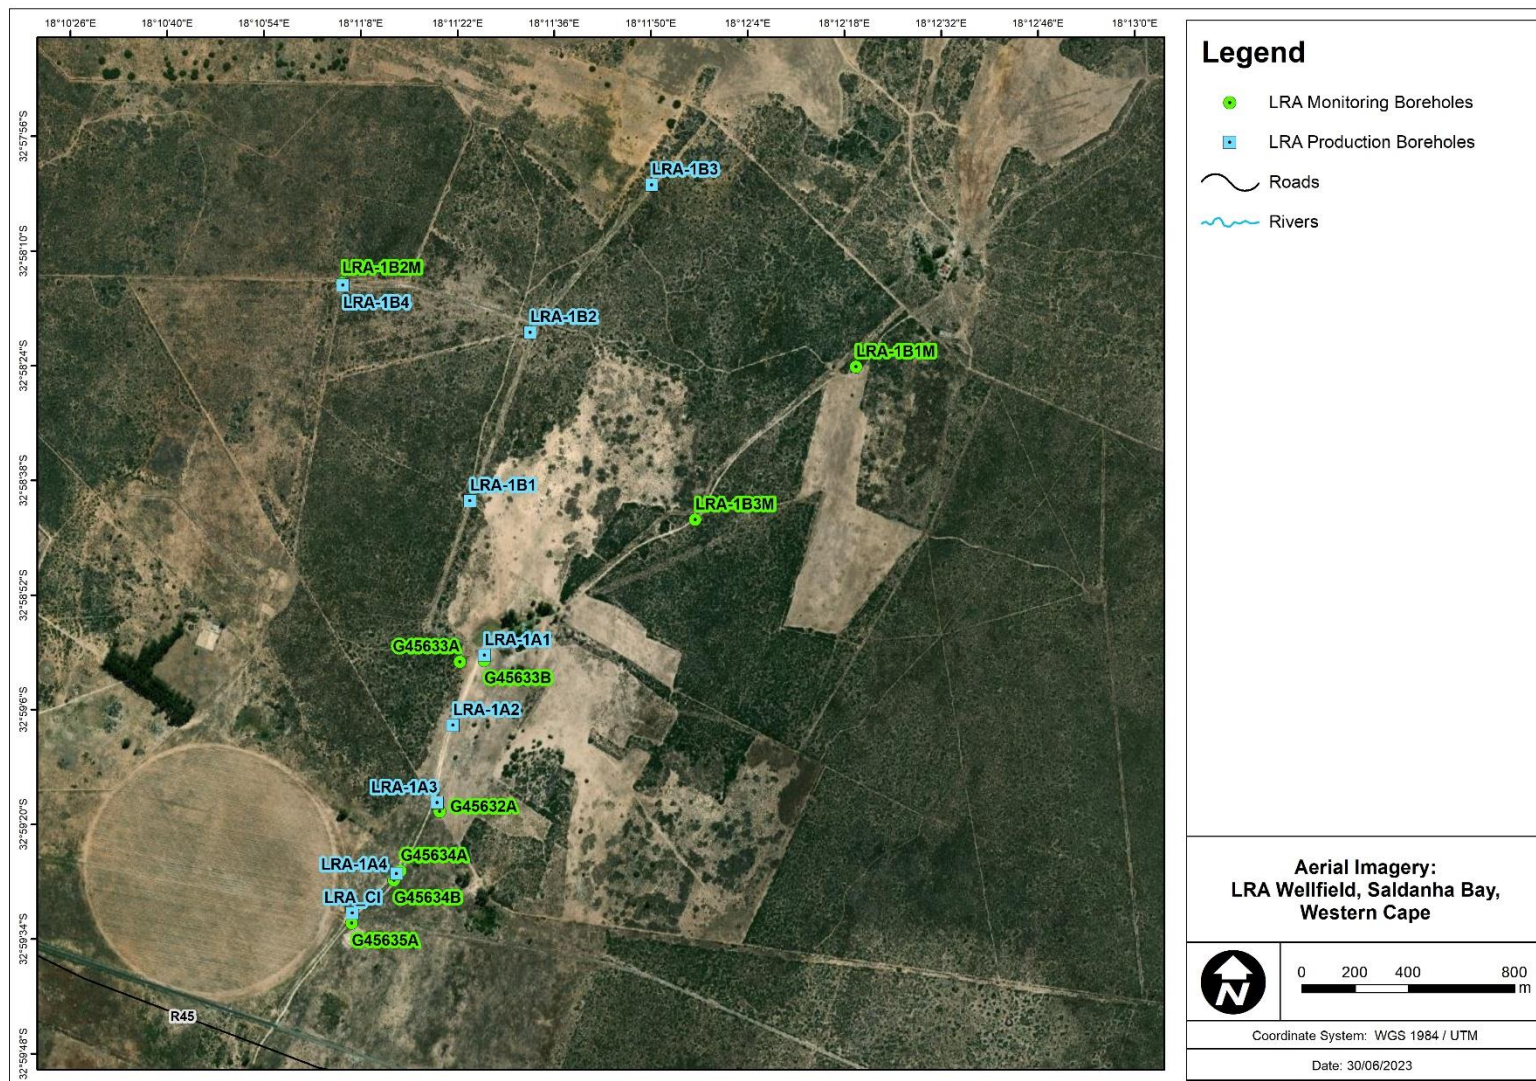 18°10'26"E
18°10'40"E
18°10'54"E
18°11'8"E
18°11'22"E
18°11'36"E
18°11'50"E
18°12'4"E
18°12'18"E
18°12'32"E
18°12'46"E
18°13'0"E
32°57'56"S
32°58'10"S
32°58'24"S
32°58'38"S
32°58'52"S
32°59'6"S
32°59'20"S
32°59'34"S
32°59'48"S
LRA-1B3
LRA-1B2M
LRA-1B4
LRA-1B2
LRA-1B1M
LRA-1B1
LRA-1B3M
G45633A
LRA-1A1
G45633B
LRA-1A2
LRA-1A3
G45632A
G45634A
LRA-1A4
G45634B
LRA_CI
G45635A
R45
Legend
LRA Monitoring Boreholes
LRA Production Boreholes
Roads
Rivers
Aerial Imagery:
LRA Wellfield, Saldanha Bay,
Western Cape
N
0 200 400 800
m
Coordinate System: WGS 1984 / UTM
Date: 30/06/2023